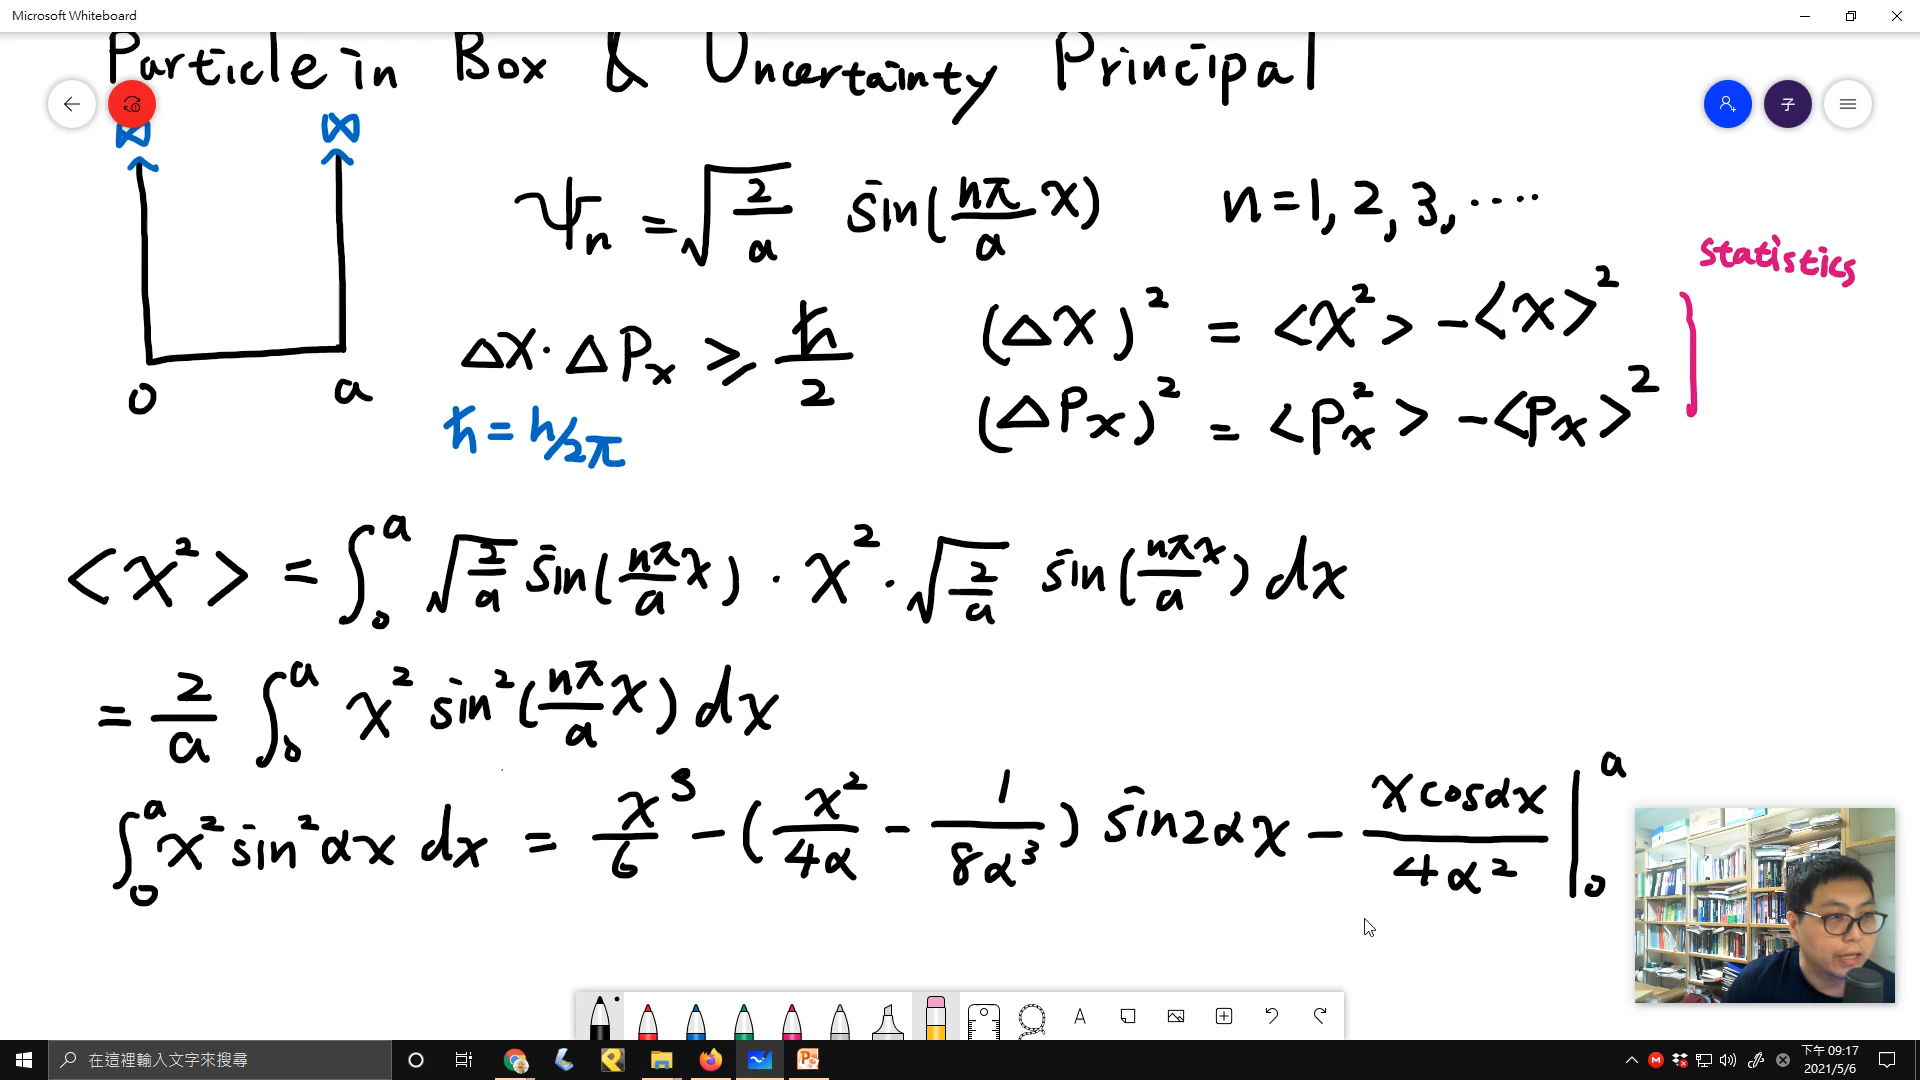 Microsoft Whiteboard
Particle in Box & Uncertainty Principal
子
∞ ∞
0 a
ψn = √(2/a) sin(nπ/a x) n=1, 2, 3, ····
statistics
Δx·ΔPx ≥ ħ/2
ħ = h/2π
(Δx)² = <x²> - <x>²
(ΔPx)² = <Px²> - <Px>²
<x²> = ∫₀ᵃ √(2/a) sin(nπ/a x) · x² · √(2/a) sin(nπx/a) dx
= 2/a ∫₀ᵃ x² sin²(nπ/a x) dx
∫₀ᵃ x² sin²αx dx = x³/6 - (x²/4α - 1/8α³) sin2αx - x cosαx/4α² |₀ᵃ
A
在這裡輸入文字來搜尋
下午 09:17
2021/5/6